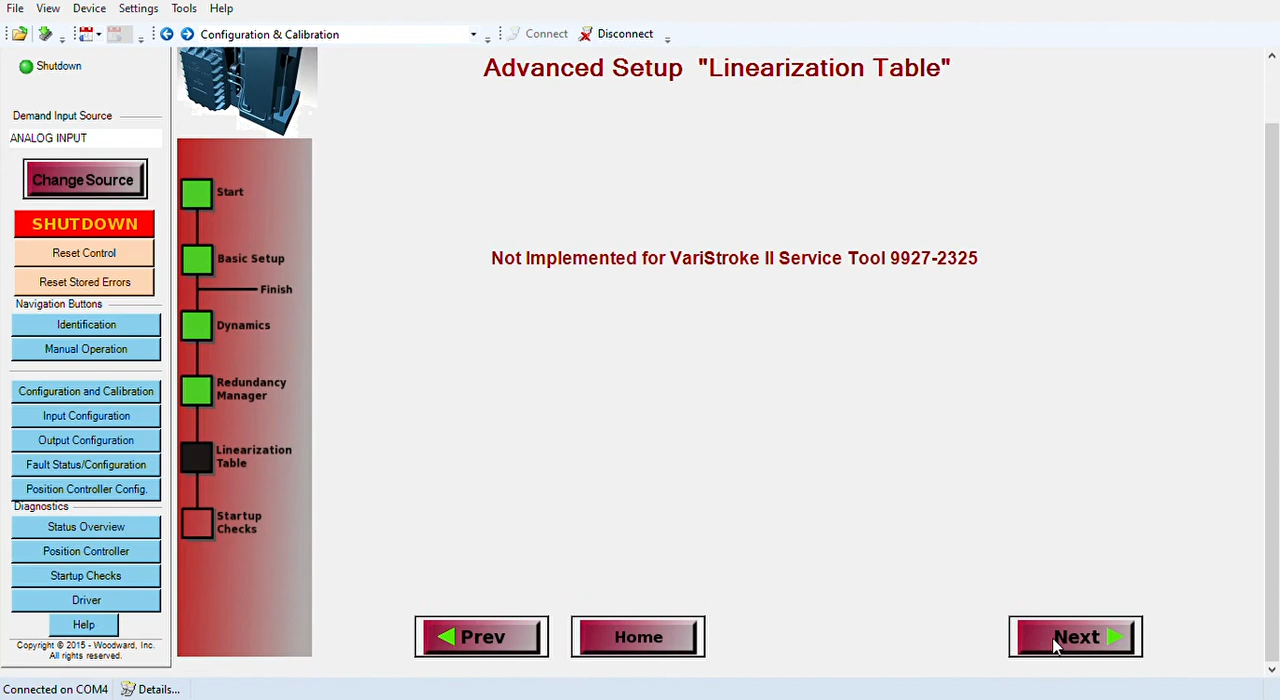 File View Device Settings Tools Help
Configuration & Calibration Connect Disconnect
Shutdown
Demand Input Source
ANALOG INPUT
Change Source
SHUTDOWN
Reset Control
Reset Stored Errors
Navigation Buttons
Identification
Manual Operation
Configuration and Calibration
Input Configuration
Output Configuration
Fault Status/Configuration
Position Controller Config.
Diagnostics
Status Overview
Position Controller
Startup Checks
Driver
Help
Copyright © 2015 - Woodward, Inc.
All rights reserved.
Start
Basic Setup
Finish
Dynamics
Redundancy
Manager
Linearization
Table
Startup
Checks
Advanced Setup "Linearization Table"
Not Implemented for VariStroke II Service Tool 9927-2325
Prev Home Next
Connected on COM4 Details...